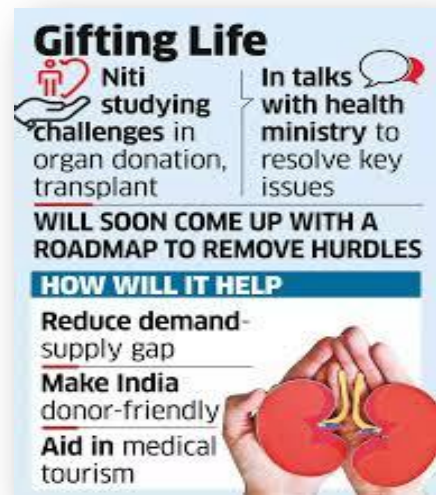 Gifting Life
Niti
studying
challenges in
organ donation,
transplant
In talks
with health
ministry to
resolve key
issues
WILL SOON COME UP WITH A
ROADMAP TO REMOVE HURDLES
HOW WILL IT HELP
Reduce demand-
supply gap
Make India
donor-friendly
Aid in medical
tourism